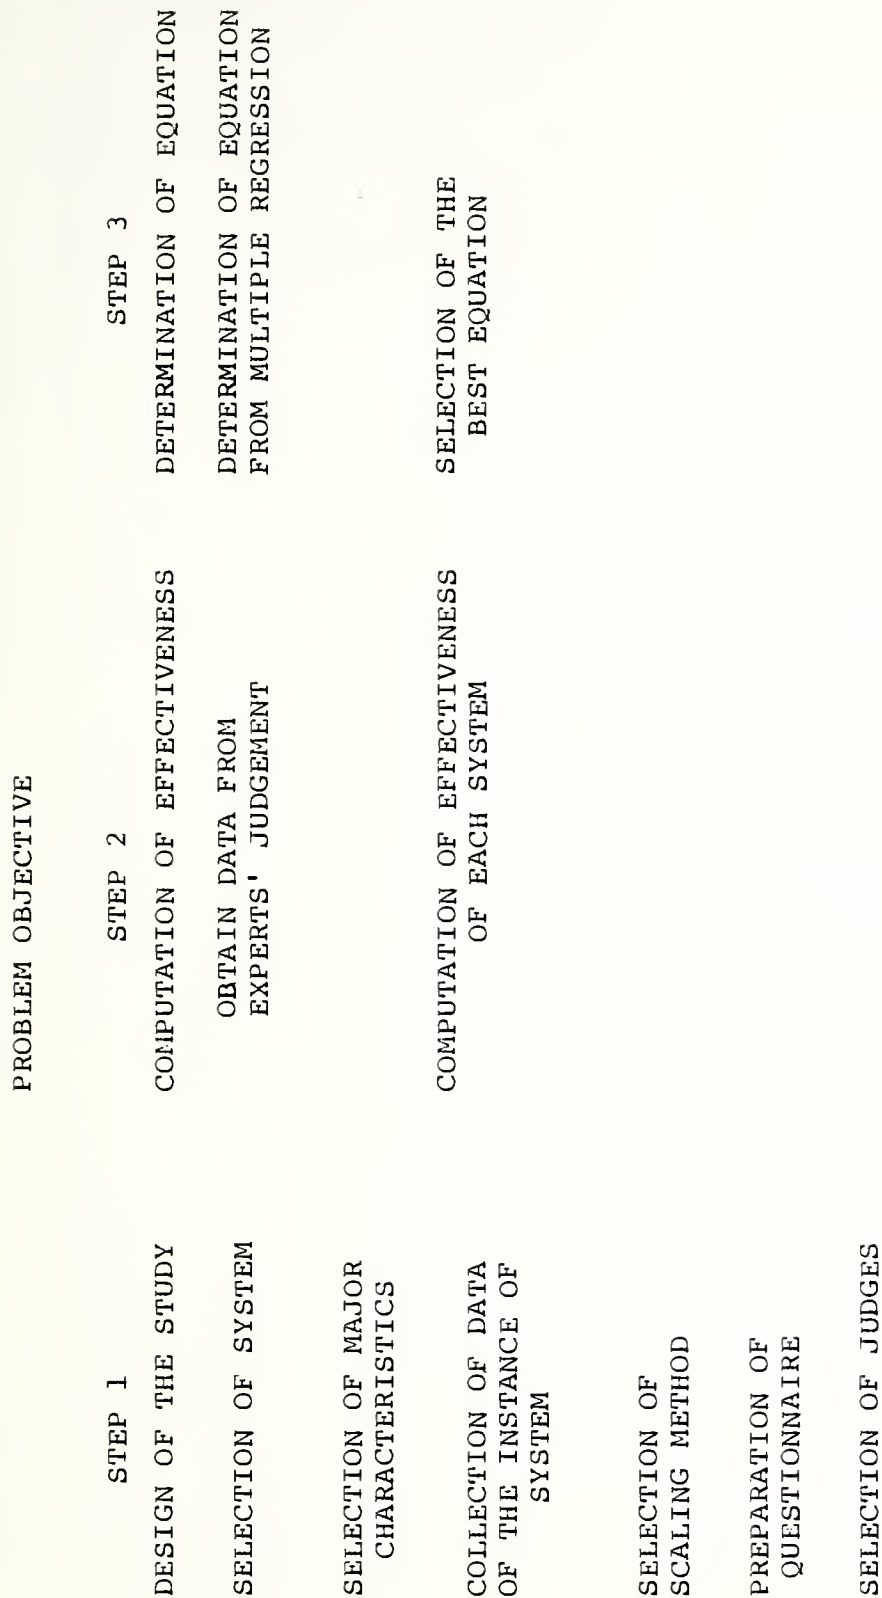 PROBLEM OBJECTIVE
STEP 1
DESIGN OF THE STUDY
SELECTION OF SYSTEM
SELECTION OF MAJOR
CHARACTERISTICS
COLLECTION OF DATA
OF THE INSTANCE OF
SYSTEM
SELECTION OF
SCALING METHOD
PREPARATION OF
QUESTIONNAIRE
SELECTION OF JUDGES
STEP 2
COMPUTATION OF EFFECTIVENESS
OBTAIN DATA FROM
EXPERTS' JUDGEMENT
COMPUTATION OF EFFECTIVENESS
OF EACH SYSTEM
STEP 3
DETERMINATION OF EQUATION
DETERMINATION OF EQUATION
FROM MULTIPLE REGRESSION
SELECTION OF THE
BEST EQUATION